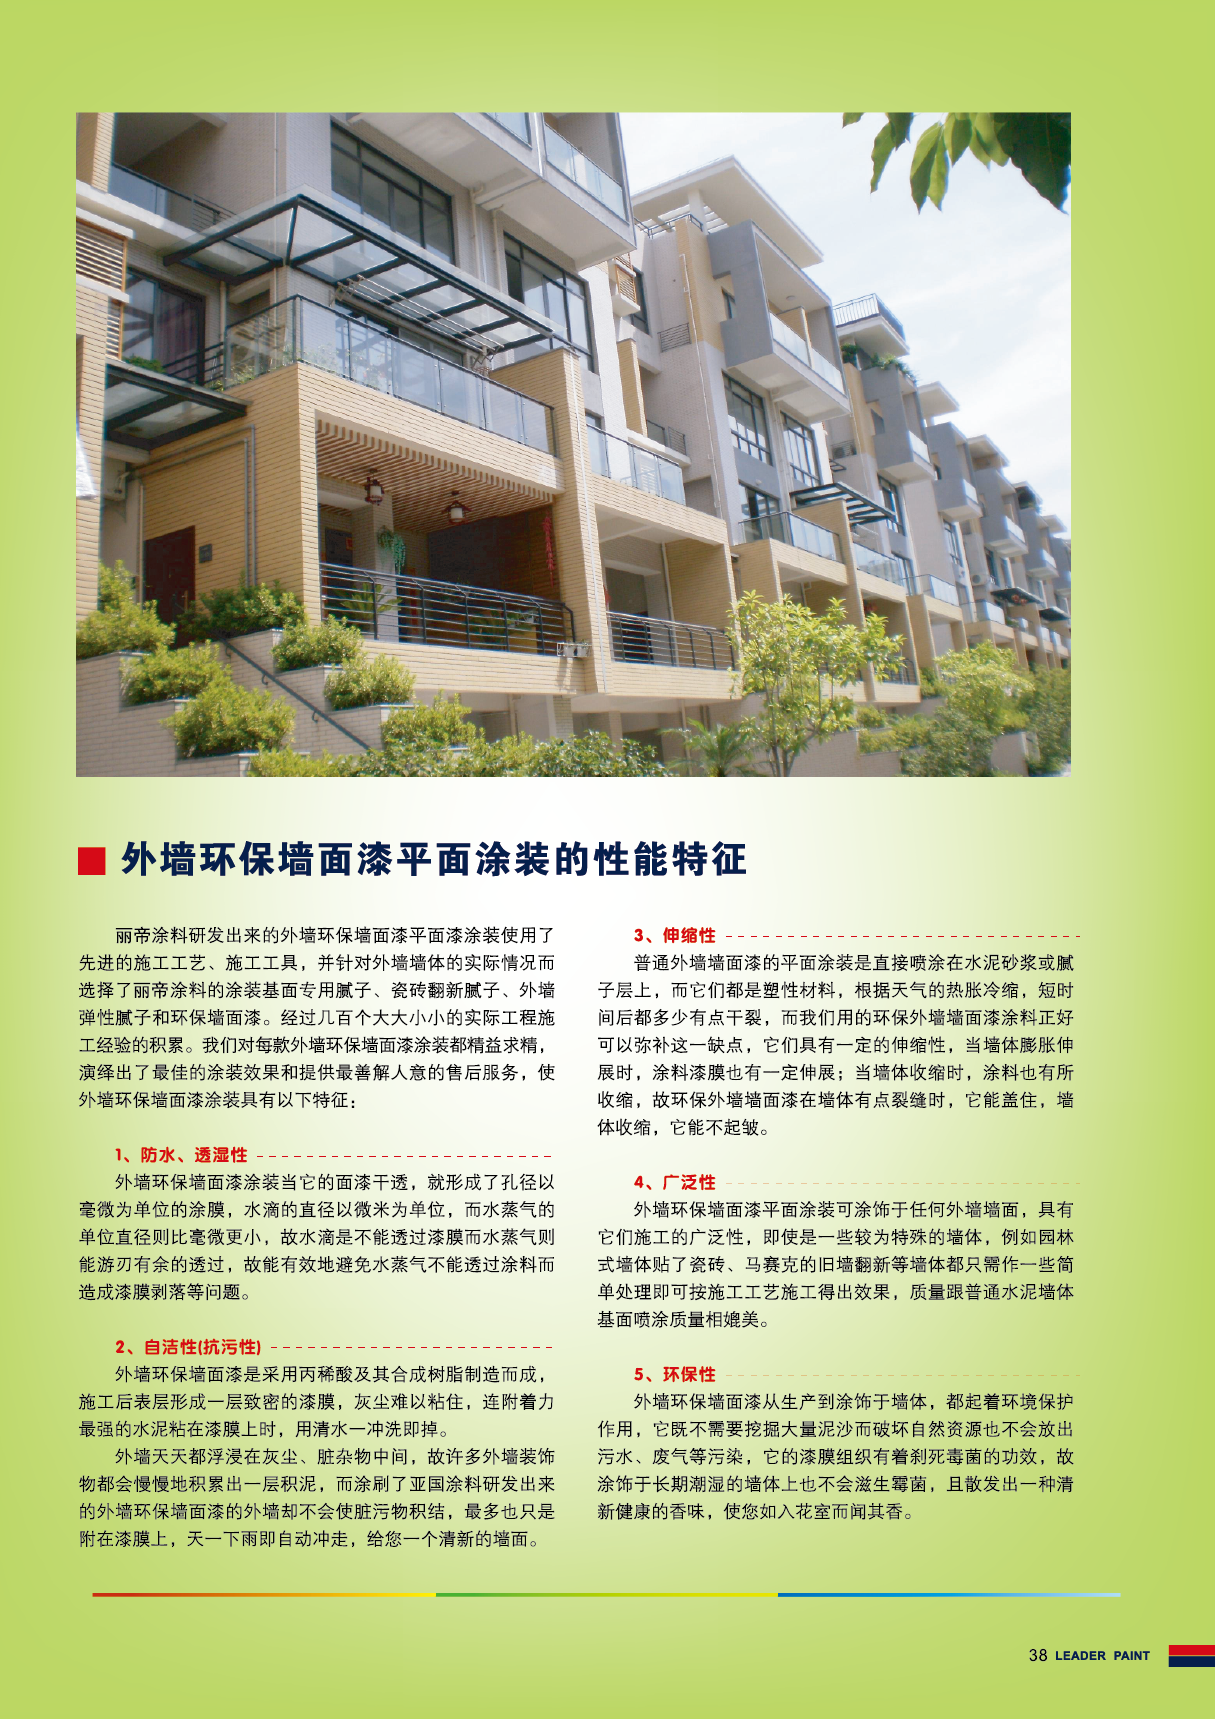 外墙环保墙面漆平面涂装的性能特征
丽帝涂料研发出来的外墙环保墙面漆平面漆涂装使用了
先进的施工工艺、施工工具，并针对外墙墙体的实际情况而
选择了丽帝涂料的涂装基面专用腻子、瓷砖翻新腻子、外墙
弹性腻子和环保墙面漆。经过几百个大大小小的实际工程施
工经验的积累。我们对每款外墙环保墙面漆涂装都精益求精，
演绎出了最佳的涂装效果和提供最善解人意的售后服务，使
外墙环保墙面漆涂装具有以下特征：
1、防水、透湿性
外墙环保墙面漆涂装当它的面漆干透，就形成了孔径以
毫微为单位的涂膜，水滴的直径以微米为单位，而水蒸气的
单位直径则比毫微更小，故水滴是不能透过漆膜而水蒸气则
能游刃有余的透过，故能有效地避免水蒸气不能透过涂料而
造成漆膜剥落等问题。
2、自洁性(抗污性)
外墙环保墙面漆是采用丙稀酸及其合成树脂制造而成，
施工后表层形成一层致密的漆膜，灰尘难以粘住，连附着力
最强的水泥粘在漆膜上时，用清水一冲洗即掉。
外墙天天都浮浸在灰尘、脏杂物中间，故许多外墙装饰
物都会慢慢地积累出一层积泥，而涂刷了亚国涂料研发出来
的外墙环保墙面漆的外墙却不会使脏污物积结，最多也只是
附在漆膜上，天一下雨即自动冲走，给您一个清新的墙面。
3、伸缩性
普通外墙墙面漆的平面涂装是直接喷涂在水泥砂浆或腻
子层上，而它们都是塑性材料，根据天气的热胀冷缩，短时
间后都多少有点干裂，而我们用的环保外墙墙面漆涂料正好
可以弥补这一缺点，它们具有一定的伸缩性，当墙体膨胀伸
展时，涂料漆膜也有一定伸展；当墙体收缩时，涂料也有所
收缩，故环保外墙墙面漆在墙体有点裂缝时，它能盖住，墙
体收缩，它能不起皱。
4、广泛性
外墙环保墙面漆平面涂装可涂饰于任何外墙墙面，具有
它们施工的广泛性，即使是一些较为特殊的墙体，例如园林
式墙体贴了瓷砖、马赛克的旧墙翻新等墙体都只需作一些简
单处理即可按施工工艺施工得出效果，质量跟普通水泥墙体
基面喷涂质量相媲美。
5、环保性
外墙环保墙面漆从生产到涂饰于墙体，都起着环境保护
作用，它既不需要挖掘大量泥沙而破坏自然资源也不会放出
污水、废气等污染，它的漆膜组织有着刹死毒菌的功效，故
涂饰于长期潮湿的墙体上也不会滋生霉菌，且散发出一种清
新健康的香味，使您如入花室而闻其香。
38 LEADER PAINT